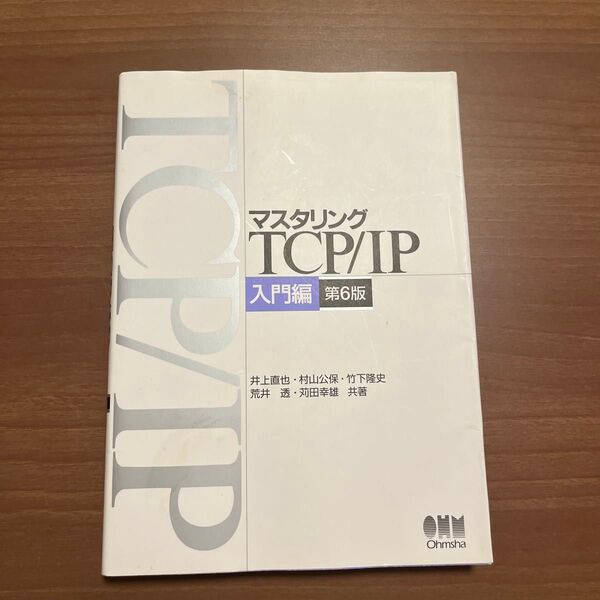 TCP/IP
マスタリング
TCP/IP
入門編 第6版
井上直也・村山公保・竹下隆史
荒井 透・苅田幸雄 共著
OHM
Ohmsha